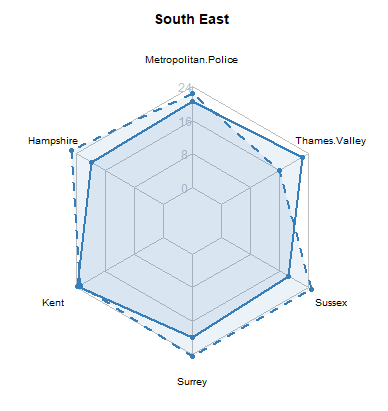 South East
Metropolitan.Police
24
16
Hampshire
Thames.Valley
8
0
Kent
Sussex
Surrey